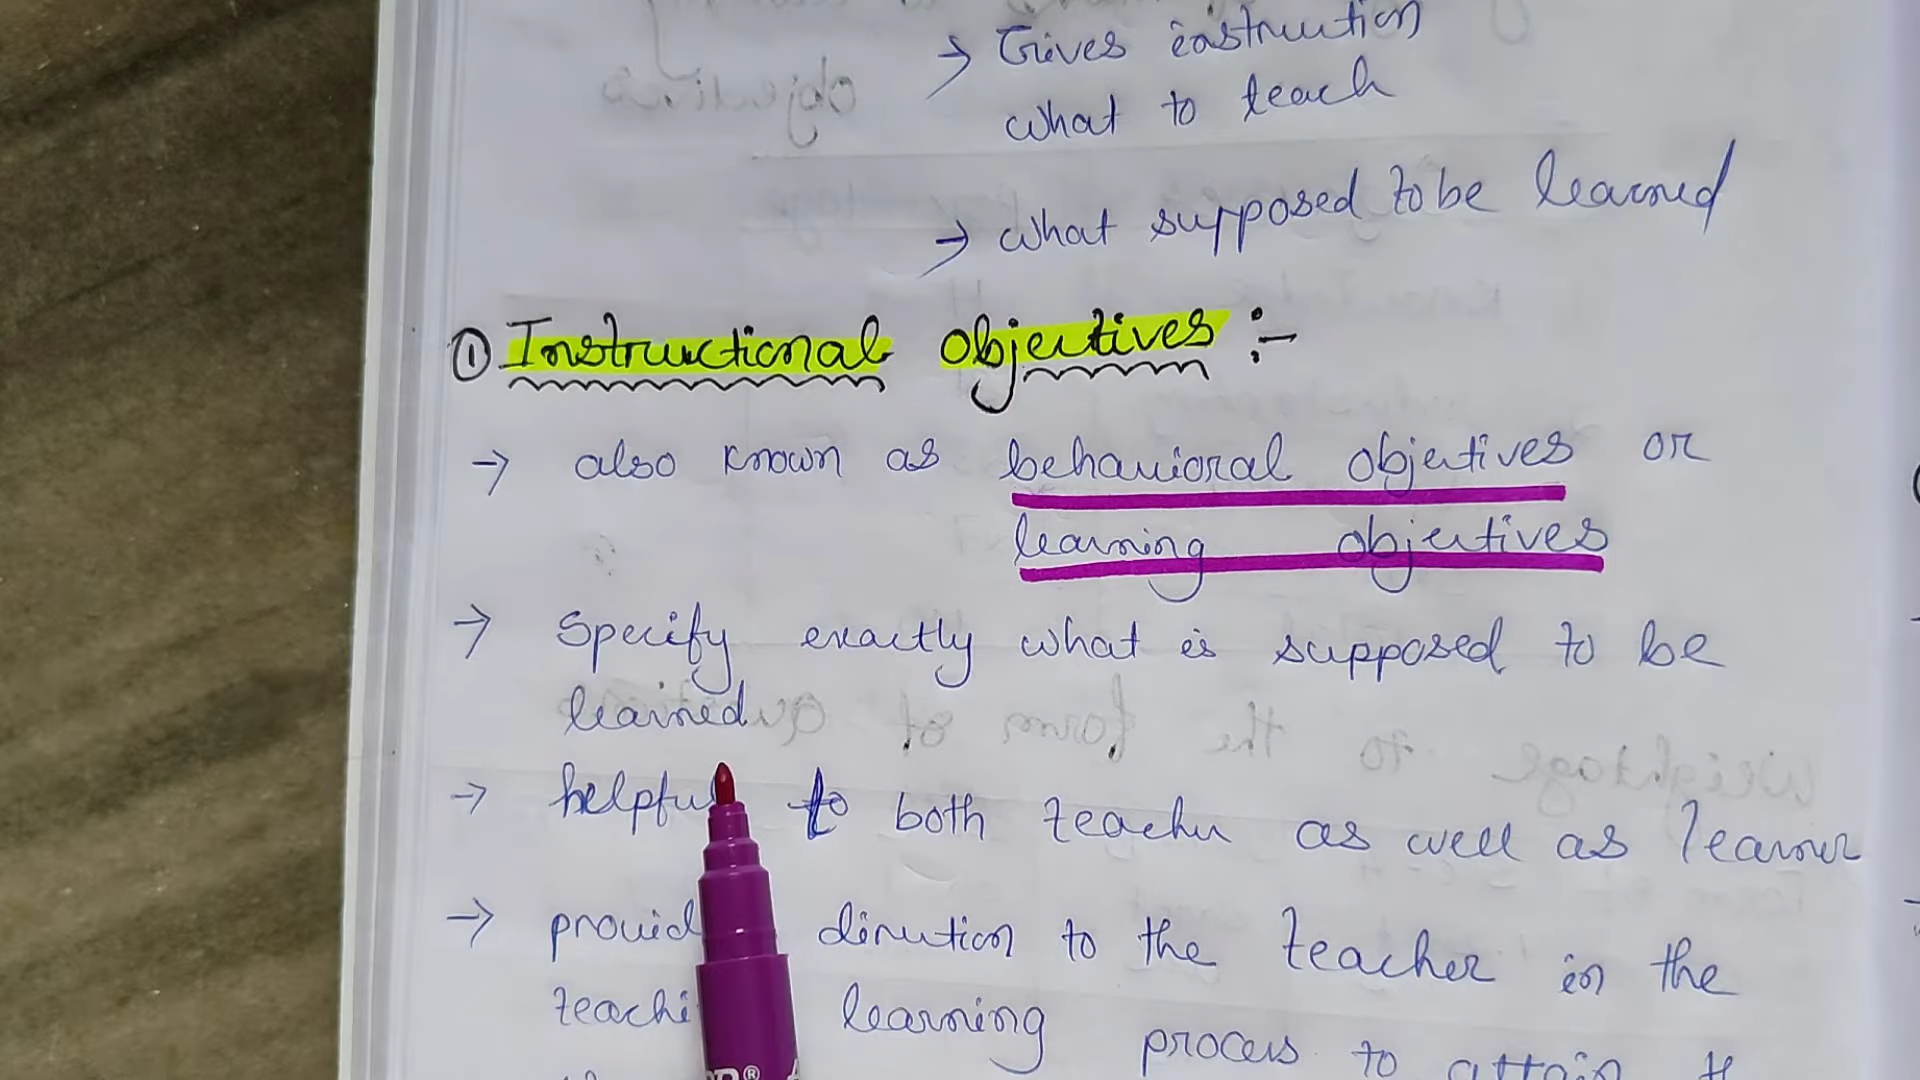 → Gives instruction
what to teach
→ what supposed to be learned
① Instructional objectives :-
→ also known as behavioral objectives or
learning objectives
→ Specify exactly what is supposed to be
learned
→ helpful to both teacher as well as learner
→ provid direction to the teacher in the
teachi learning process to attain